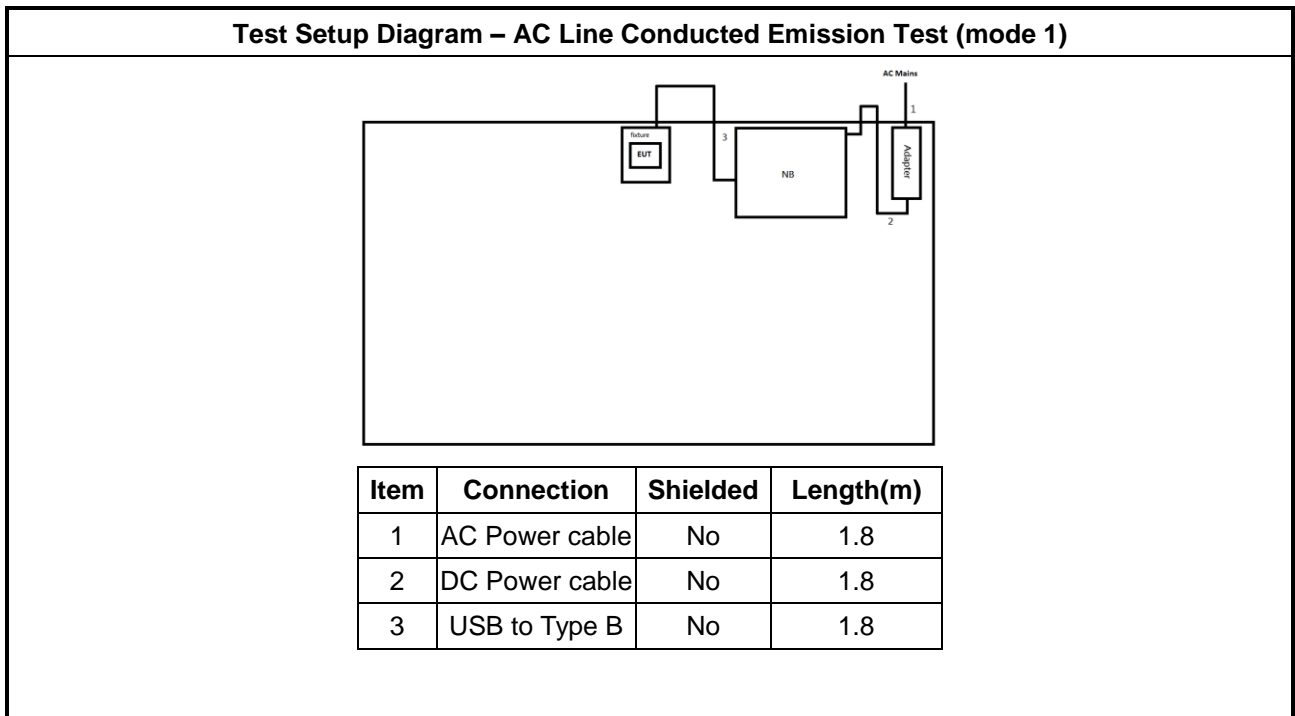 Test Setup Diagram – AC Line Conducted Emission Test (mode 1)
AC Mains
1
fixture
EUT
3
NB
Adapter
2
Item Connection Shielded Length(m)
1 AC Power cable No 1.8
2 DC Power cable No 1.8
3 USB to Type B No 1.8